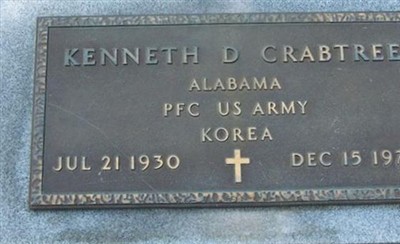 KENNETH D CRABTREE
ALABAMA
PFC US ARMY
KOREA
JUL 21 1930 DEC 15 197